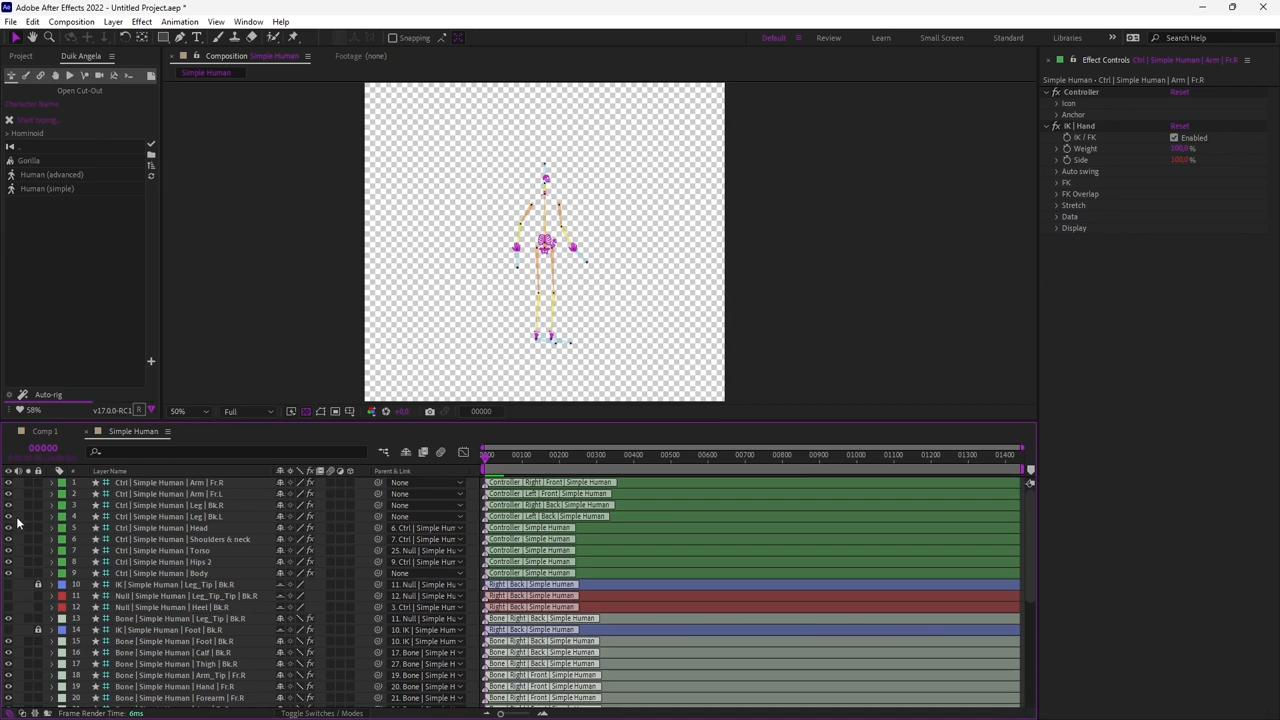 Adobe After Effects 2022 - Untitled Project.aep *
File Edit Composition Layer Effect Animation View Window Help
Snapping
Default Review Learn Small Screen Standard Libraries Search Help
Project Duik Angela
Composition Simple Human
Footage (none)
Effect Controls Ctrl | Simple Human | Arm | Fr.R
Simple Human
Simple Human • Ctrl | Simple Human | Arm | Fr.R
Open Cut-Out
Character Name
Start typing...
Hominoid
..
Gorilla
Human (advanced)
Human (simple)
Controller Reset
Icon
Anchor
IK | Hand Reset
IK / FK Enabled
Weight 100,0 %
Side 100,0 %
Auto swing
FK
FK Overlap
Stretch
Data
Display
Auto-rig
58% v17.0.0-RC1
50% Full +0,0 00000
Comp 1 Simple Human
00000
00100 00200 00300 00400 00500 00600 00700 00800 00900 01000 01100 01200 01300 01400
# Layer Name Parent & Link
1 Ctrl | Simple Human | Arm | Fr.R None Controller | Right | Front | Simple Human
2 Ctrl | Simple Human | Arm | Fr.L None Controller | Left | Front | Simple Human
3 Ctrl | Simple Human | Leg | Bk.R None Controller | Right | Back | Simple Human
4 Ctrl | Simple Human | Leg | Bk.L None Controller | Left | Back | Simple Human
5 Ctrl | Simple Human | Head 6. Ctrl | Simple Hum Controller | Simple Human
6 Ctrl | Simple Human | Shoulders & neck 7. Ctrl | Simple Hum Controller | Simple Human
7 Ctrl | Simple Human | Torso 25. Null | Simple H Controller | Simple Human
8 Ctrl | Simple Human | Hips 2 9. Ctrl | Simple Hum Controller | Simple Human
9 Ctrl | Simple Human | Body None Controller | Simple Human
10 IK | Simple Human | Leg_Tip | Bk.R 11. Null | Simple H Right | Back | Simple Human
11 Null | Simple Human | Leg_Tip_Tip | Bk.R 12. Null | Simple H Right | Back | Simple Human
12 Null | Simple Human | Heel | Bk.R 3. Ctrl | Simple Hum Right | Back | Simple Human
13 Bone | Simple Human | Leg_Tip | Bk.R 11. Null | Simple H Bone | Right | Back | Simple Human
14 IK | Simple Human | Foot | Bk.R 10. IK | Simple Hum Right | Back | Simple Human
15 Bone | Simple Human | Foot | Bk.R 10. IK | Simple Hum Bone | Right | Back | Simple Human
16 Bone | Simple Human | Calf | Bk.R 17. Bone | Simple H Bone | Right | Back | Simple Human
17 Bone | Simple Human | Thigh | Bk.R 27. Bone | Simple H Bone | Right | Back | Simple Human
18 Bone | Simple Human | Arm_Tip | Fr.R 19. Bone | Simple H Bone | Right | Front | Simple Human
19 Bone | Simple Human | Hand | Fr.R 20. Bone | Simple H Bone | Right | Front | Simple Human
20 Bone | Simple Human | Forearm | Fr.R 21. Bone | Simple H Bone | Right | Front | Simple Human
Frame Render Time: 6ms Toggle Switches / Modes